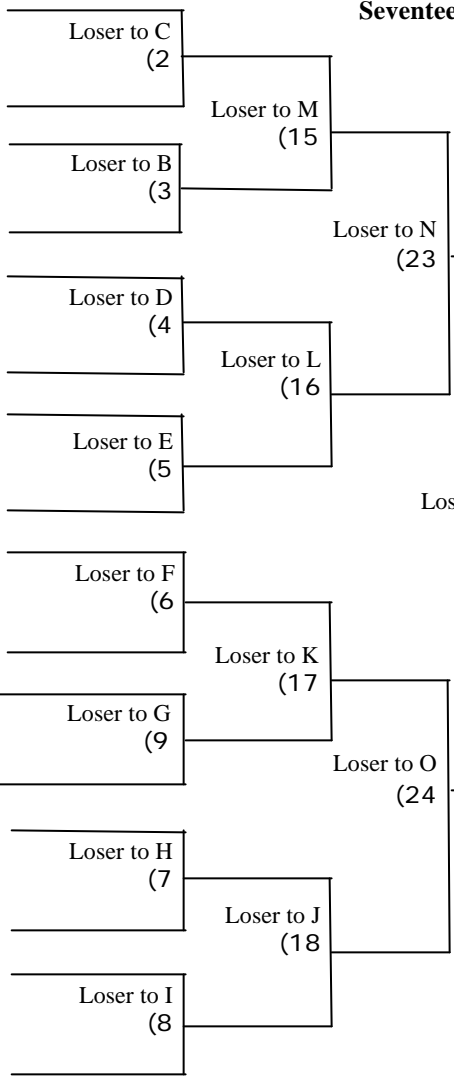 Seventee
Loser to C
(2
Loser to M
(15
Loser to B
(3
Loser to N
(23
Loser to D
(4
Loser to L
(16
Loser to E
(5
Los
Loser to F
(6
Loser to K
(17
Loser to G
(9
Loser to O
(24
Loser to H
(7
Loser to J
(18
Loser to I
(8